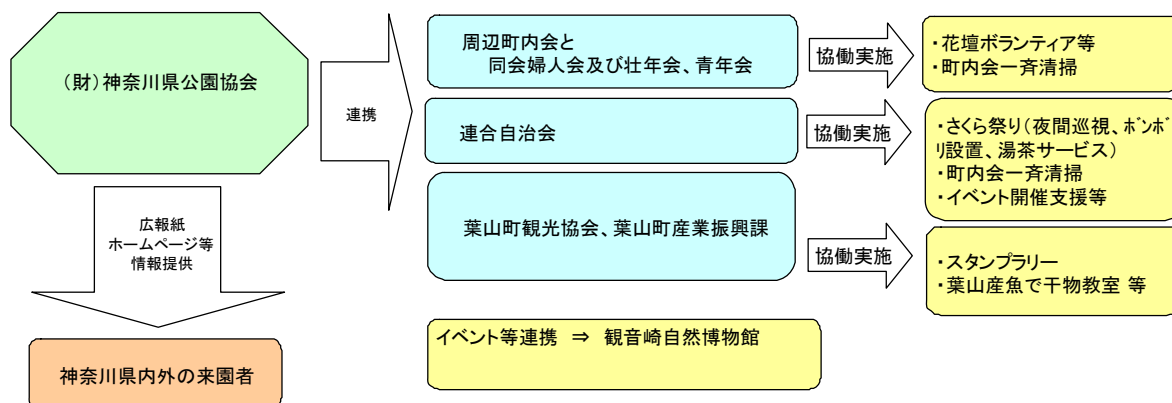 (財)神奈川県公園協会
連携
周辺町内会と
同会婦人会及び壮年会、青年会
協働実施
・花壇ボランティア等
・町内会一斉清掃
連合自治会
協働実施
・さくら祭り(夜間巡視、ボンボ
リ設置、湯茶サービス)
・町内会一斉清掃
・イベント開催支援等
葉山町観光協会、葉山町産業振興課
協働実施
・スタンプラリー
・葉山産魚で干物教室 等
広報紙
ホームページ等
情報提供
神奈川県内外の来園者
イベント等連携 ⇒ 観音崎自然博物館